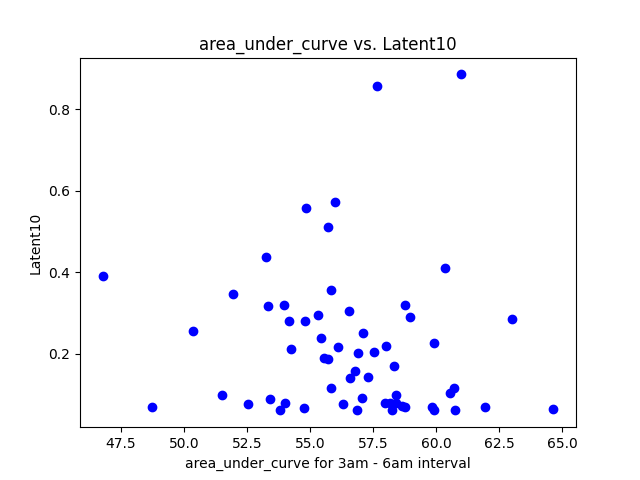 area_under_curve vs. Latent10
0.8
0.6
0.4
0.2
Latent10
47.5 50.0 52.5 55.0 57.5 60.0 62.5 65.0
area_under_curve for 3am - 6am interval